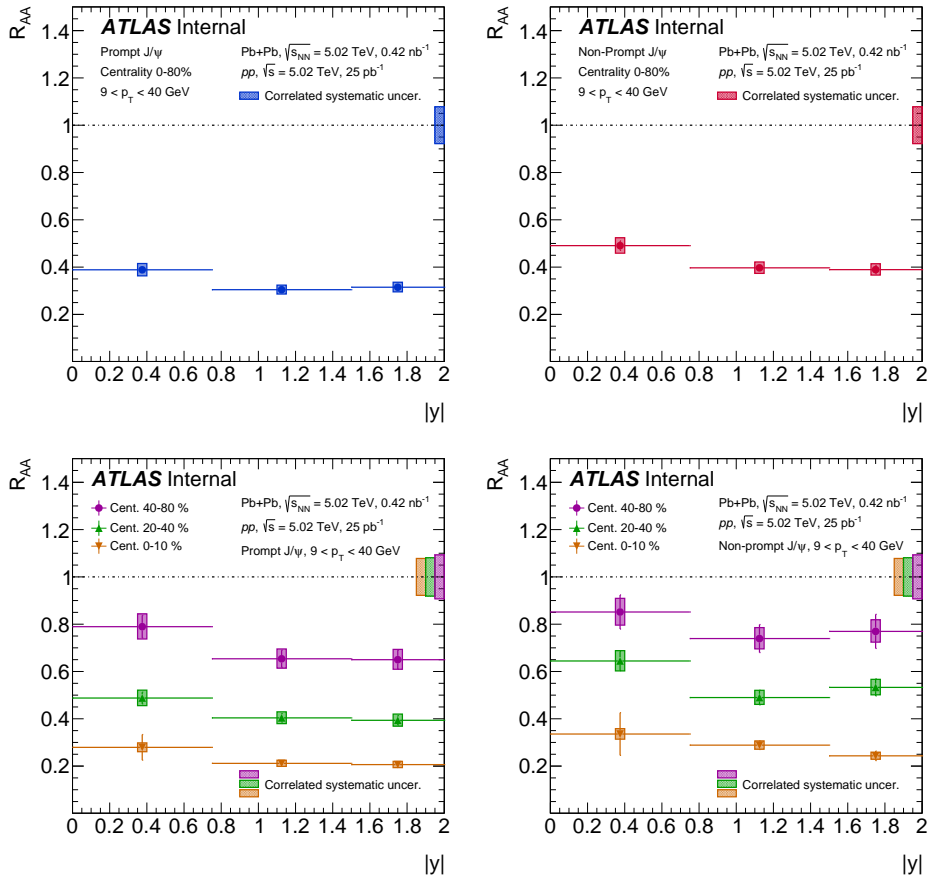 R_AA
ATLAS Internal
Prompt J/ψ
Centrality 0-80%
9 < p_T < 40 GeV
Pb+Pb, √s_NN = 5.02 TeV, 0.42 nb⁻¹
pp, √s = 5.02 TeV, 25 pb⁻¹
Correlated systematic uncer.
1.4
1.2
1
0.8
0.6
0.4
0.2
0 0.2 0.4 0.6 0.8 1 1.2 1.4 1.6 1.8 2
|y|
R_AA
ATLAS Internal
Non-Prompt J/ψ
Centrality 0-80%
9 < p_T < 40 GeV
Pb+Pb, √s_NN = 5.02 TeV, 0.42 nb⁻¹
pp, √s = 5.02 TeV, 25 pb⁻¹
Correlated systematic uncer.
1.4
1.2
1
0.8
0.6
0.4
0.2
0 0.2 0.4 0.6 0.8 1 1.2 1.4 1.6 1.8 2
|y|
R_AA
ATLAS Internal
Cent. 40-80 %
Cent. 20-40 %
Cent. 0-10 %
Pb+Pb, √s_NN = 5.02 TeV, 0.42 nb⁻¹
pp, √s = 5.02 TeV, 25 pb⁻¹
Prompt J/ψ, 9 < p_T < 40 GeV
Correlated systematic uncer.
1.4
1.2
1
0.8
0.6
0.4
0.2
0 0.2 0.4 0.6 0.8 1 1.2 1.4 1.6 1.8 2
|y|
R_AA
ATLAS Internal
Cent. 40-80 %
Cent. 20-40 %
Cent. 0-10 %
Pb+Pb, √s_NN = 5.02 TeV, 0.42 nb⁻¹
pp, √s = 5.02 TeV, 25 pb⁻¹
Non-prompt J/ψ, 9 < p_T < 40 GeV
Correlated systematic uncer.
1.4
1.2
1
0.8
0.6
0.4
0.2
0 0.2 0.4 0.6 0.8 1 1.2 1.4 1.6 1.8 2
|y|